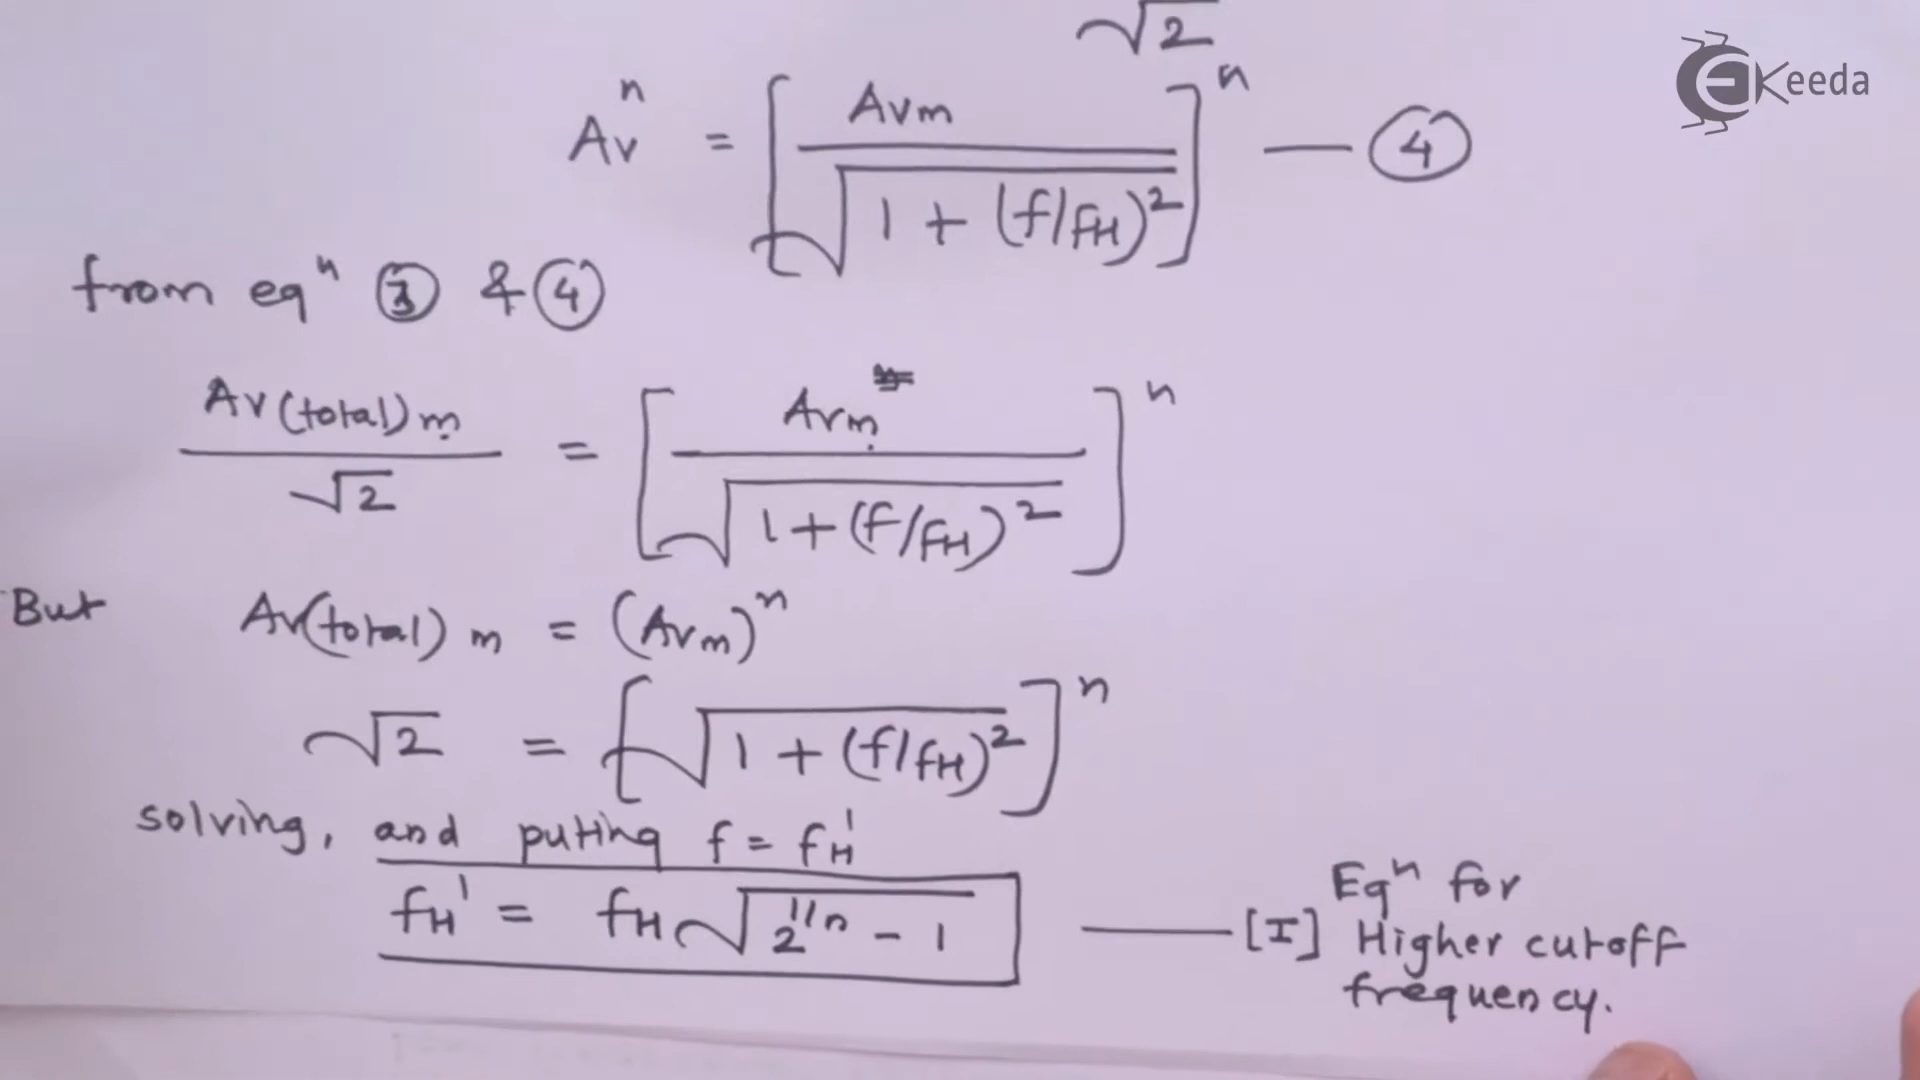 √2
Av^n = [Avm / √(1 + (f/fH)^2)]^n — ④
EKeeda
from eq^n ③ & ④
Av(total)m / √2 = [Avm / √(1 + (f/fH)^2)]^n
But Av(total)m = (Avm)^n
√2 = [√(1 + (f/fH)^2)]^n
solving, and puting f = fH'
fH' = fH √(2^1/n - 1) — [I] Eq^n for
Higher cutoff
frequency.